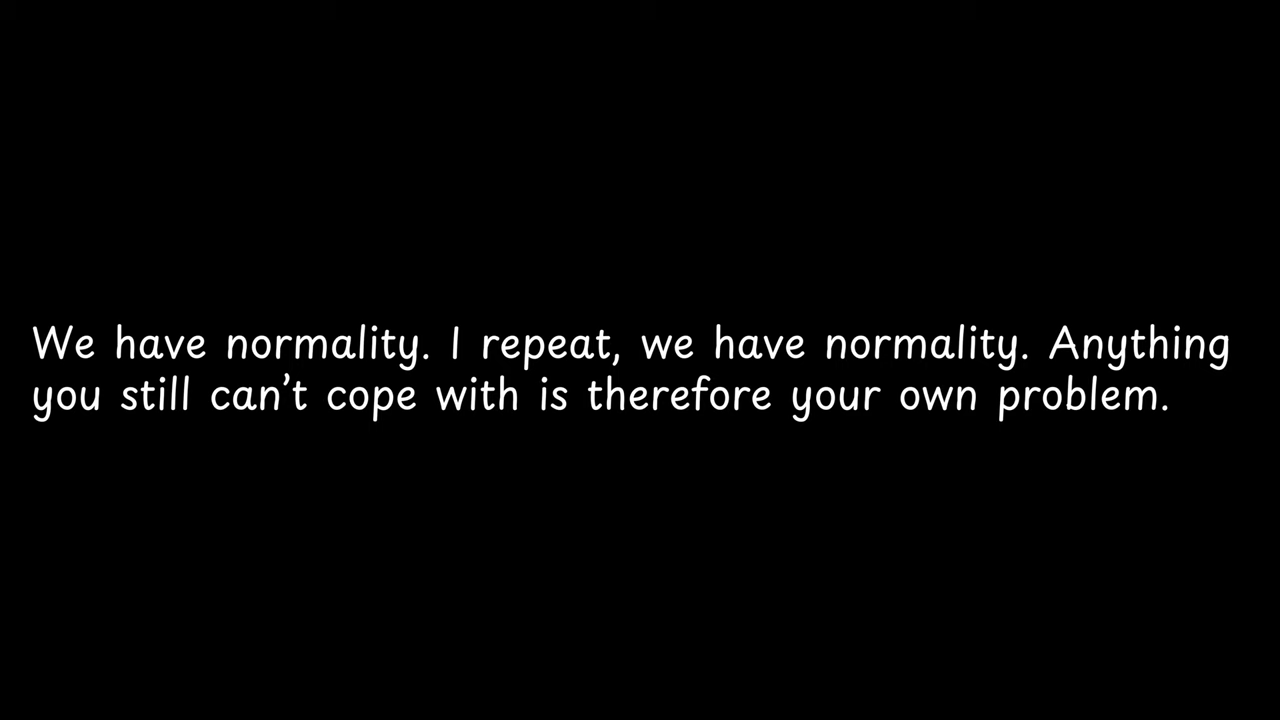 We have normality. I repeat, we have normality. Anything
you still can’t cope with is therefore your own problem.